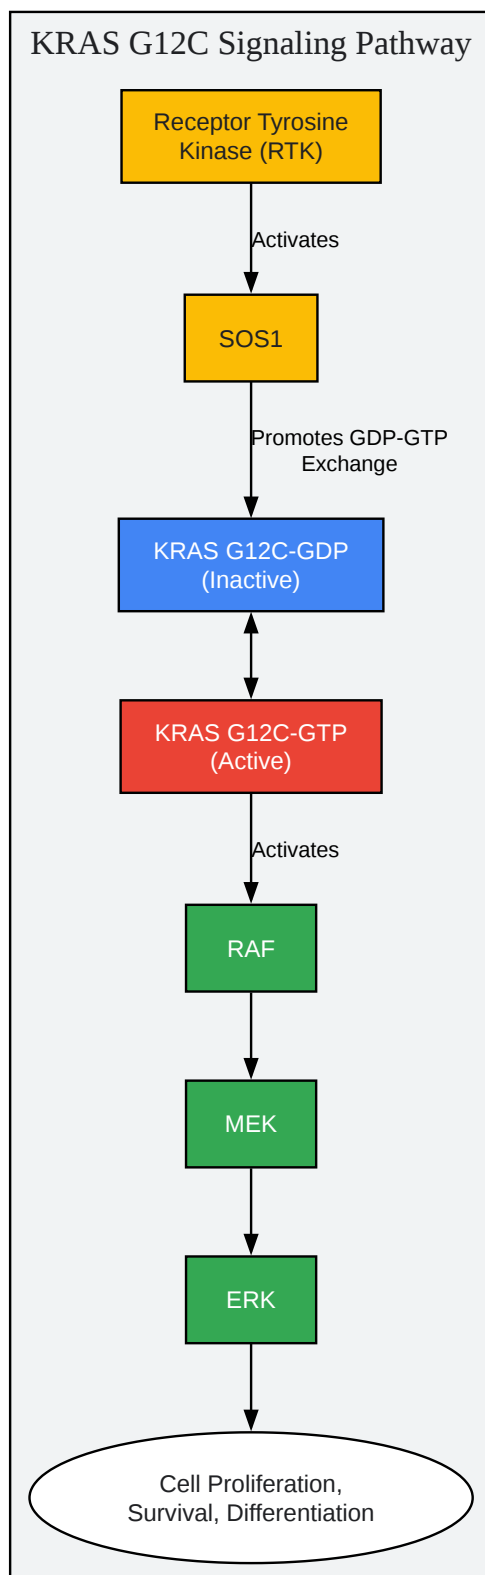 KRAS G12C Signaling Pathway
Receptor Tyrosine
Kinase (RTK)
Activates
SOS1
Promotes GDP-GTP
Exchange
KRAS G12C-GDP
(Inactive)
KRAS G12C-GTP
(Active)
Activates
RAF
MEK
ERK
Cell Proliferation,
Survival, Differentiation